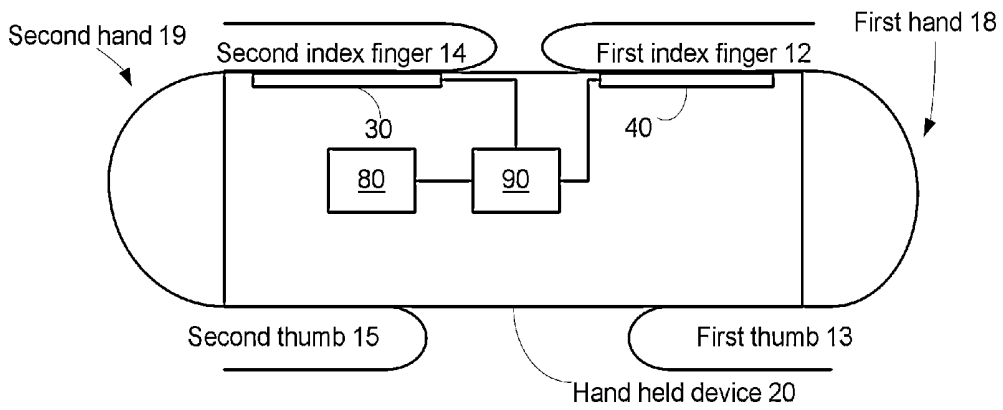 Second hand 19
First hand 18
Second index finger 14
First index finger 12
30
40
80
90
Second thumb 15
First thumb 13
Hand held device 20